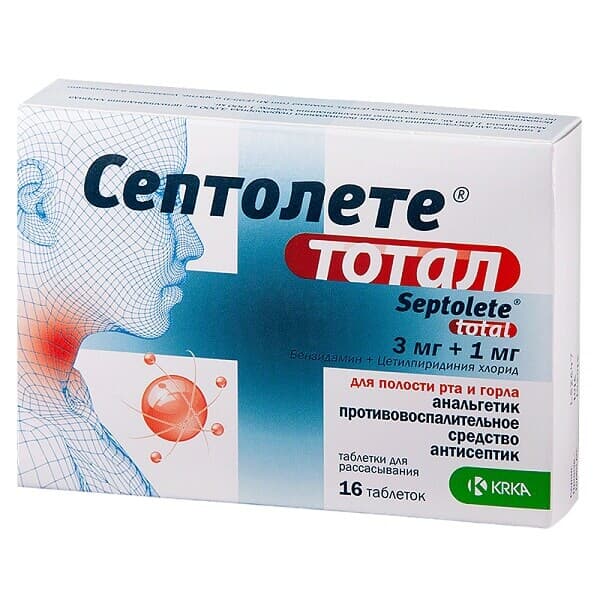 Септолете®
тотал
Septolete®
total
3 мг + 1 мг
Бензидамин + Цетилпиридиния хлорид
для полости рта и горла
анальгетик
противовоспалительное
средство
антисептик
таблетки для
рассасывания
16 таблеток
KRKA